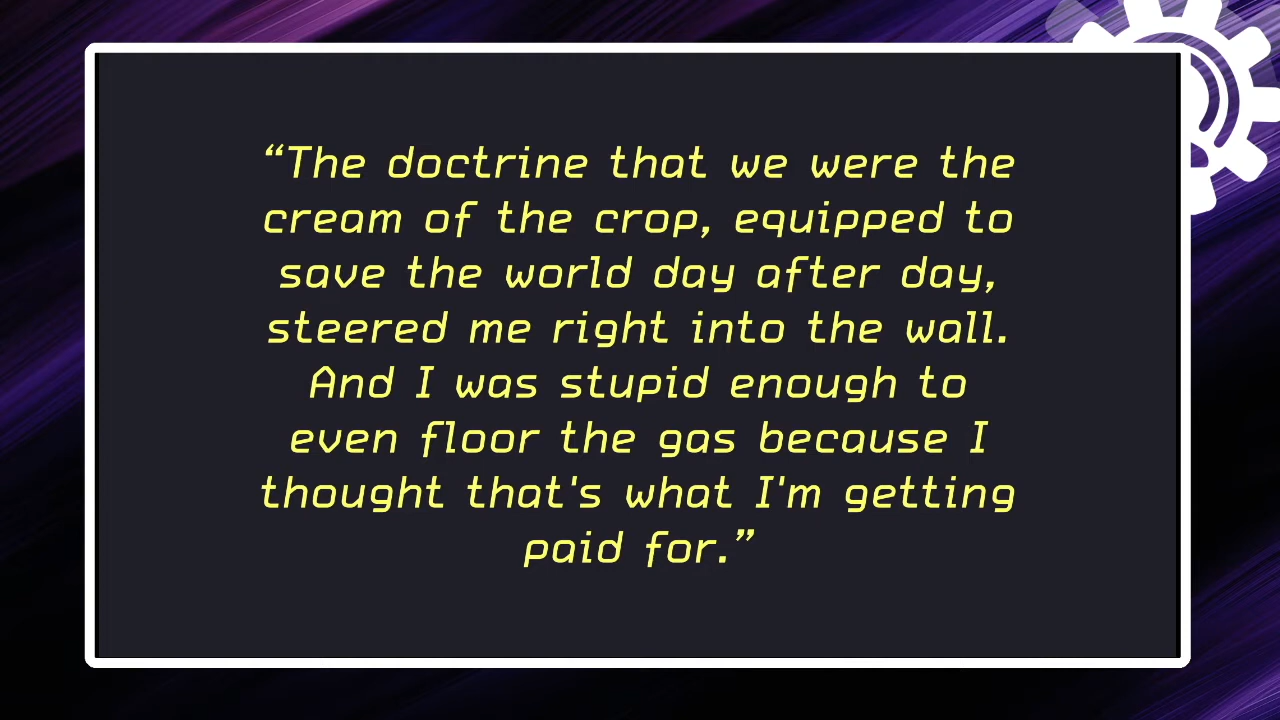 “The doctrine that we were the
cream of the crop, equipped to
save the world day after day,
steered me right into the wall.
And I was stupid enough to
even floor the gas because I
thought that's what I'm getting
paid for.”